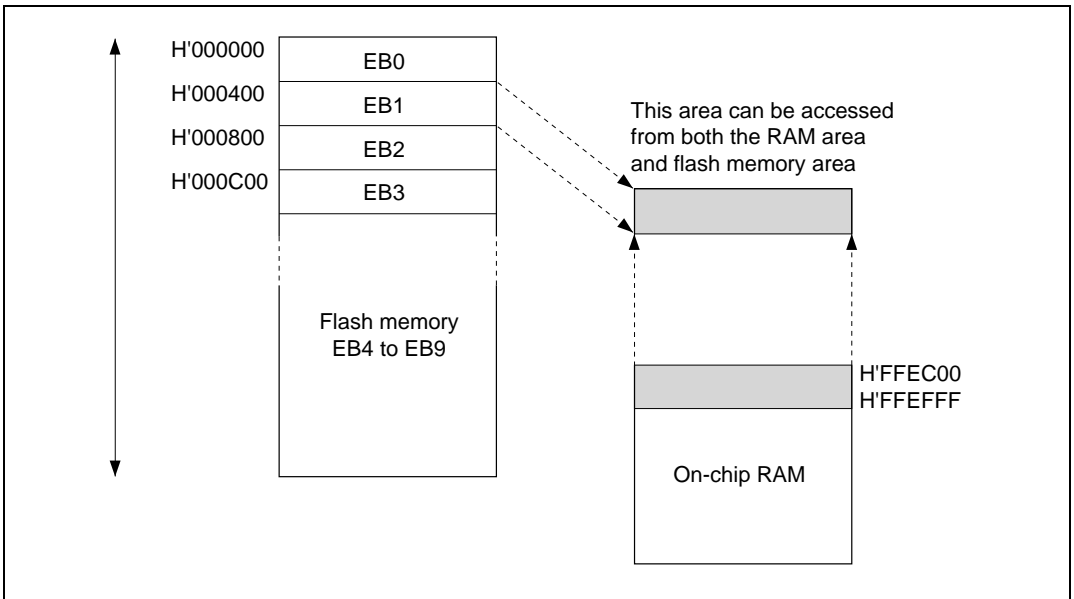 H'000000
EB0
H'000400
EB1
H'000800
EB2
H'000C00
EB3
This area can be accessed
from both the RAM area
and flash memory area
Flash memory
EB4 to EB9
H'FFEC00
H'FFEFFF
On-chip RAM